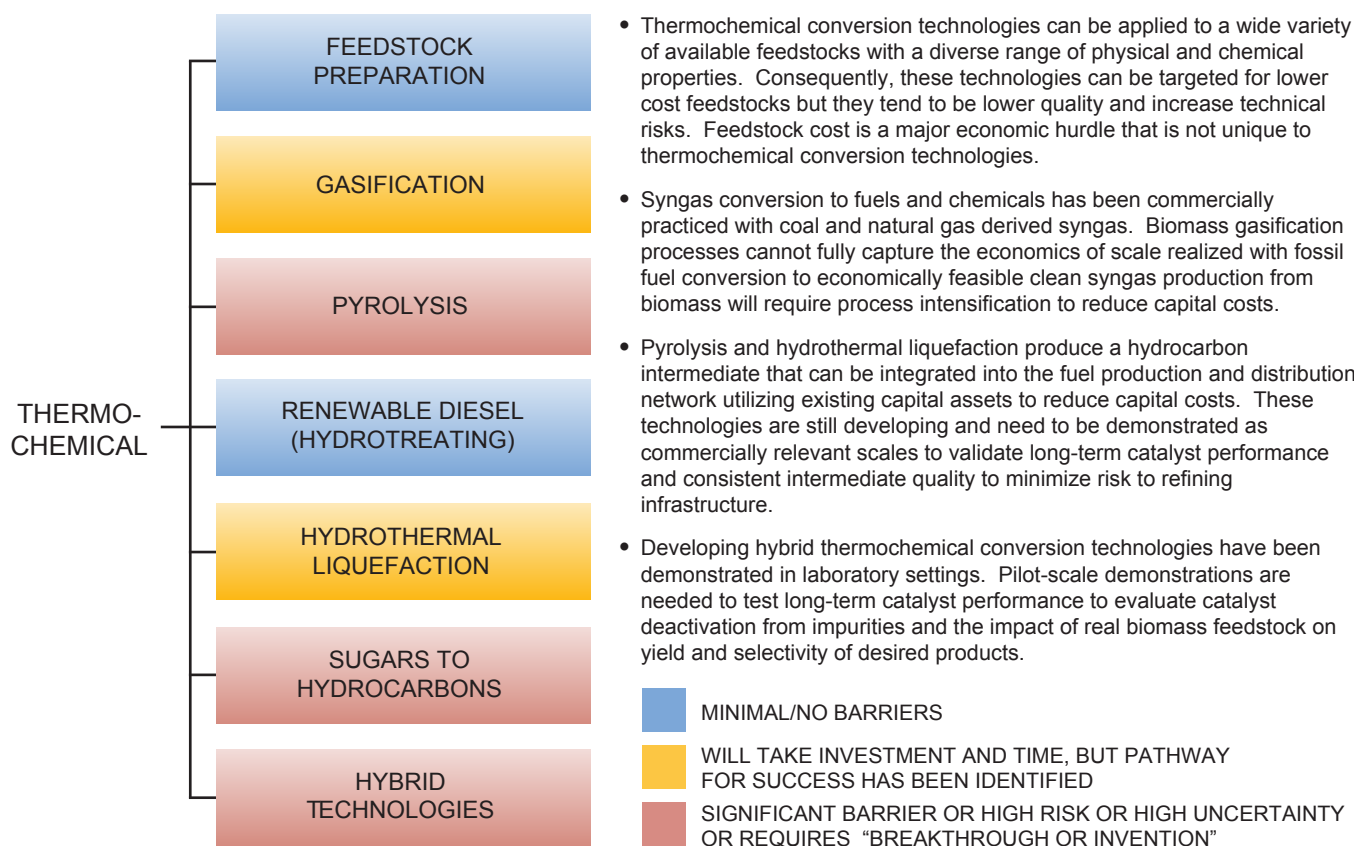 THERMO-
CHEMICAL
FEEDSTOCK
PREPARATION
GASIFICATION
PYROLYSIS
RENEWABLE DIESEL
(HYDROTREATING)
HYDROTHERMAL
LIQUEFACTION
SUGARS TO
HYDROCARBONS
HYBRID
TECHNOLOGIES
• Thermochemical conversion technologies can be applied to a wide variety
of available feedstocks with a diverse range of physical and chemical
properties. Consequently, these technologies can be targeted for lower
cost feedstocks but they tend to be lower quality and increase technical
risks. Feedstock cost is a major economic hurdle that is not unique to
thermochemical conversion technologies.
• Syngas conversion to fuels and chemicals has been commercially
practiced with coal and natural gas derived syngas. Biomass gasification
processes cannot fully capture the economics of scale realized with fossil
fuel conversion to economically feasible clean syngas production from
biomass will require process intensification to reduce capital costs.
• Pyrolysis and hydrothermal liquefaction produce a hydrocarbon
intermediate that can be integrated into the fuel production and distribution
network utilizing existing capital assets to reduce capital costs. These
technologies are still developing and need to be demonstrated as
commercially relevant scales to validate long-term catalyst performance
and consistent intermediate quality to minimize risk to refining
infrastructure.
• Developing hybrid thermochemical conversion technologies have been
demonstrated in laboratory settings. Pilot-scale demonstrations are
needed to test long-term catalyst performance to evaluate catalyst
deactivation from impurities and the impact of real biomass feedstock on
yield and selectivity of desired products.
MINIMAL/NO BARRIERS
WILL TAKE INVESTMENT AND TIME, BUT PATHWAY
FOR SUCCESS HAS BEEN IDENTIFIED
SIGNIFICANT BARRIER OR HIGH RISK OR HIGH UNCERTAINTY
OR REQUIRES “BREAKTHROUGH OR INVENTION”